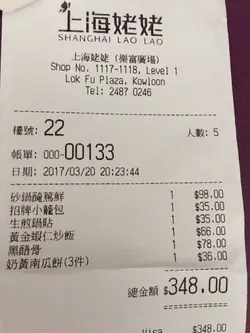 上海姥姥
SHANGHAI LAO LAO
上海姥姥 (樂富廣場)
Shop No. 1117-1118, Level 1
Lok Fu Plaza, Kowloon
Tel: 2487 0246
檯號: 22 人數: 5
帳單: 000-00133
日期: 2017/03/20 20:23:44
砂鍋醃篤鮮 1 $98.00
招牌小籠包 1 $35.00
生煎鍋貼 1 $35.00
黃金蝦仁炒飯 1 $66.00
黑醋骨 1 $78.00
奶黃南瓜餅(3件) 1 $36.00
總金額 $348.00
Visa $348.00